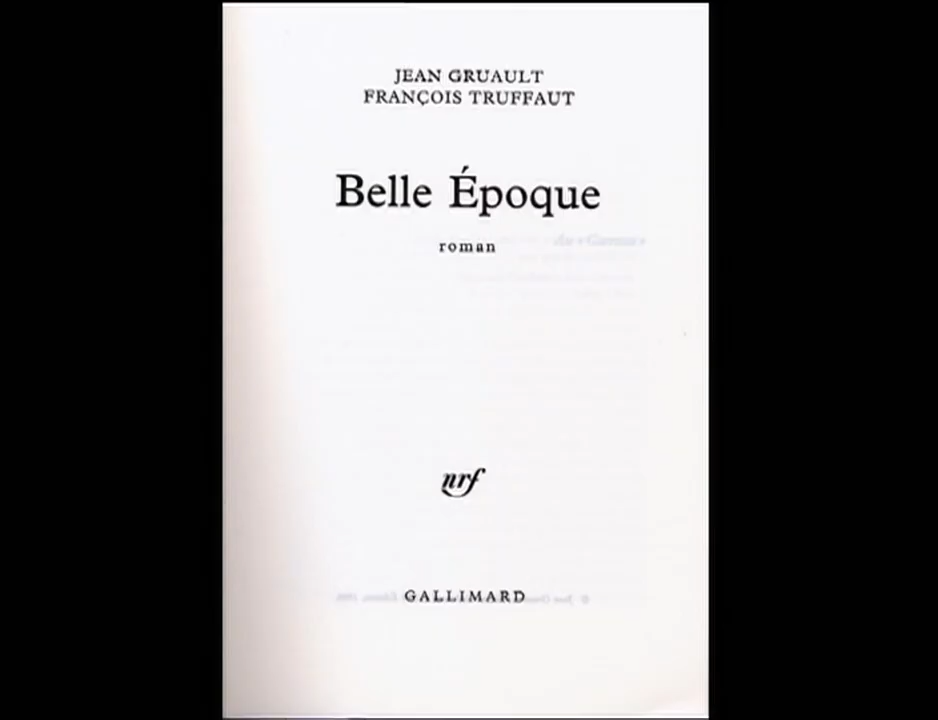 JEAN GRUAULT
FRANÇOIS TRUFFAUT
Belle Époque
roman
nrf
GALLIMARD